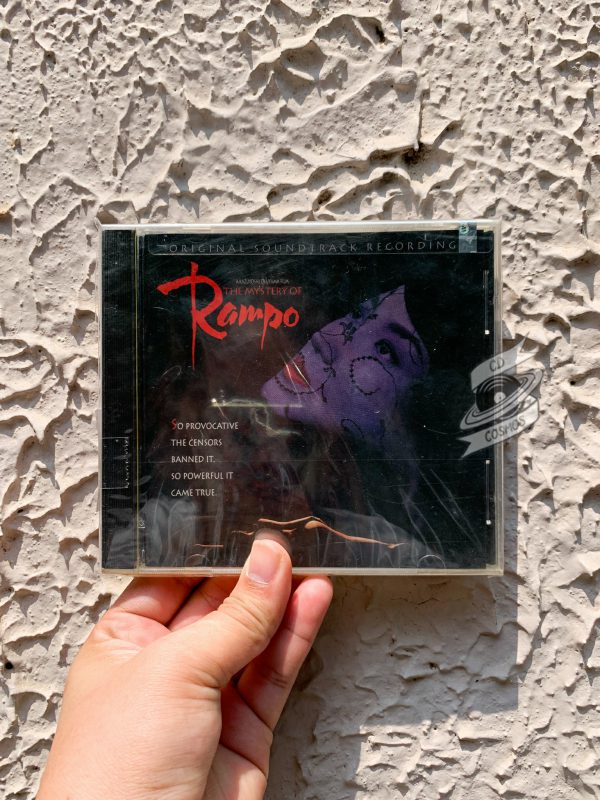 ORIGINAL SOUNDTRACK RECORDING
THE MYSTERY OF
Rampo
SO PROVOCATIVE
THE CENSORS
BANNED IT.
SO POWERFUL IT
CAME TRUE.
CD
COSMOS